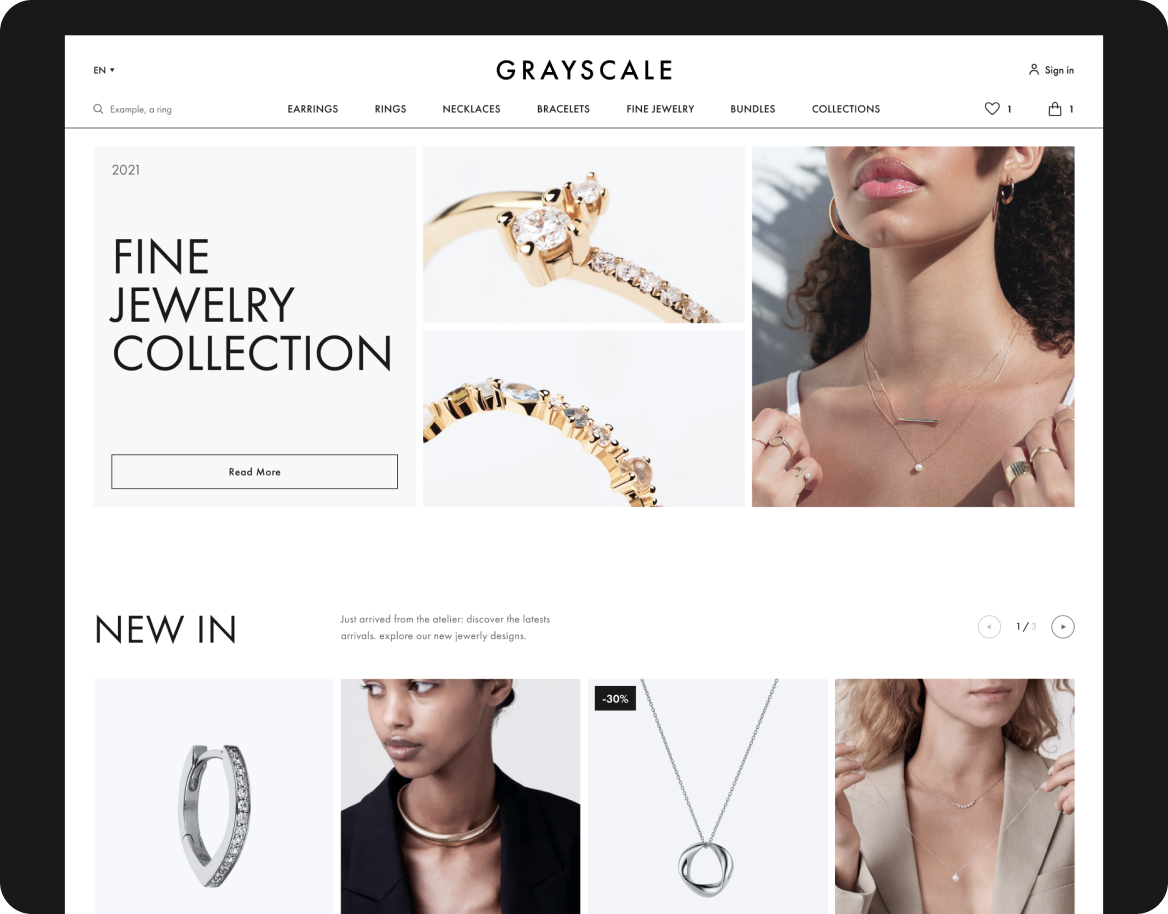 EN ▾
GRAYSCALE
Sign in
Example, a ring
EARRINGS
RINGS
NECKLACES
BRACELETS
FINE JEWELRY
BUNDLES
COLLECTIONS
1
1
2021
FINE
JEWELRY
COLLECTION
Read More
NEW IN
Just arrived from the atelier: discover the latests
arrivals. explore our new jewerly designs.
1 / 3
-30%